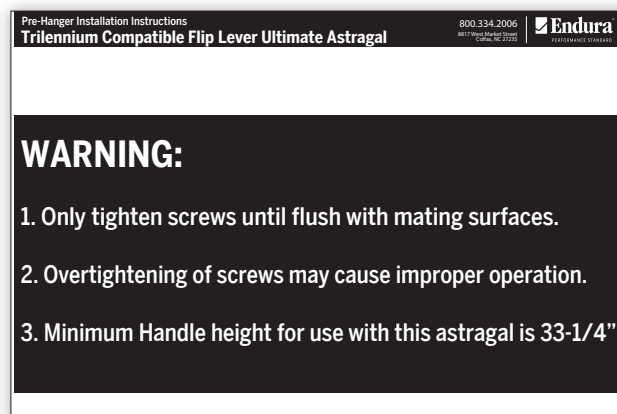 Pre-Hanger Installation Instructions
Trilennium Compatible Flip Lever Ultimate Astragal
800.334.2006
8817 West Market Street
Colfax, NC 27235
Endura
PERFORMANCE STANDARD
WARNING:
1. Only tighten screws until flush with mating surfaces.
2. Overtightening of screws may cause improper operation.
3. Minimum Handle height for use with this astragal is 33-1/4”